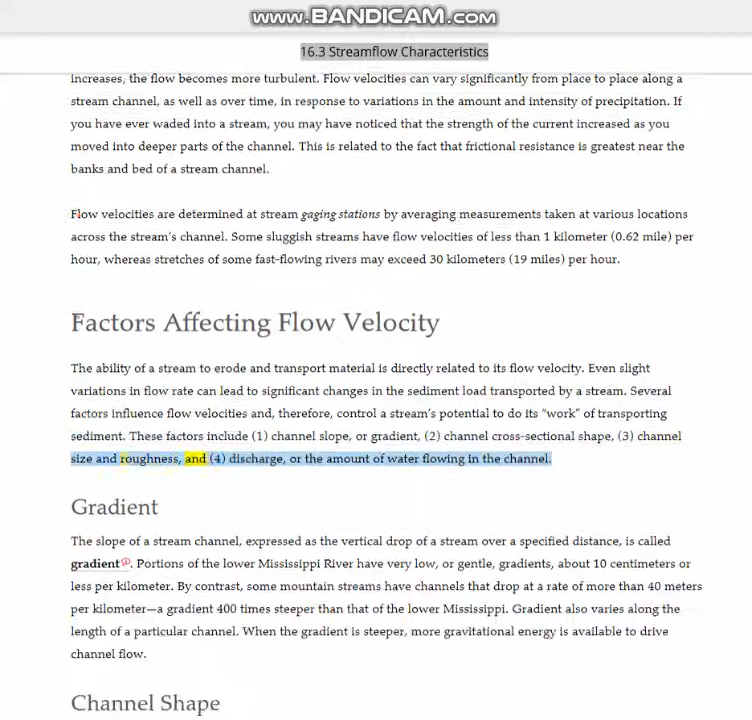 www.BANDICAM.com
16.3 Streamflow Characteristics
increases, the flow becomes more turbulent. Flow velocities can vary significantly from place to place along a
stream channel, as well as over time, in response to variations in the amount and intensity of precipitation. If
you have ever waded into a stream, you may have noticed that the strength of the current increased as you
moved into deeper parts of the channel. This is related to the fact that frictional resistance is greatest near the
banks and bed of a stream channel.
Flow velocities are determined at stream gaging stations by averaging measurements taken at various locations
across the stream's channel. Some sluggish streams have flow velocities of less than 1 kilometer (0.62 mile) per
hour, whereas stretches of some fast-flowing rivers may exceed 30 kilometers (19 miles) per hour.
Factors Affecting Flow Velocity
The ability of a stream to erode and transport material is directly related to its flow velocity. Even slight
variations in flow rate can lead to significant changes in the sediment load transported by a stream. Several
factors influence flow velocities and, therefore, control a stream's potential to do its "work" of transporting
sediment. These factors include (1) channel slope, or gradient, (2) channel cross-sectional shape, (3) channel
size and roughness, and (4) discharge, or the amount of water flowing in the channel.
Gradient
The slope of a stream channel, expressed as the vertical drop of a stream over a specified distance, is called
gradient. Portions of the lower Mississippi River have very low, or gentle, gradients, about 10 centimeters or
less per kilometer. By contrast, some mountain streams have channels that drop at a rate of more than 40 meters
per kilometer—a gradient 400 times steeper than that of the lower Mississippi. Gradient also varies along the
length of a particular channel. When the gradient is steeper, more gravitational energy is available to drive
channel flow.
Channel Shape